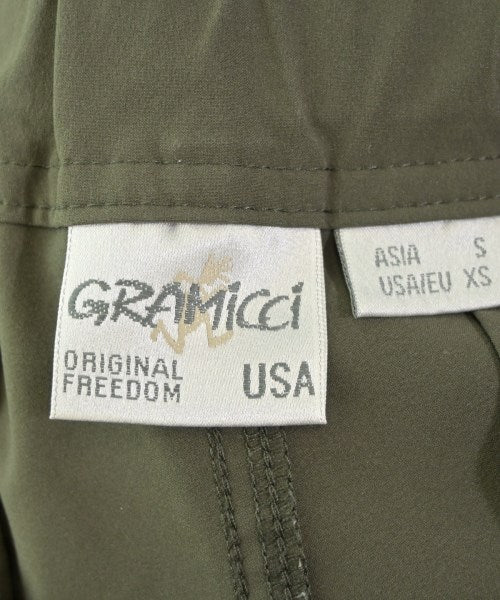 GRAMiCCi
ORIGINAL
FREEDOM
USA
ASIA S
USA/EU XS